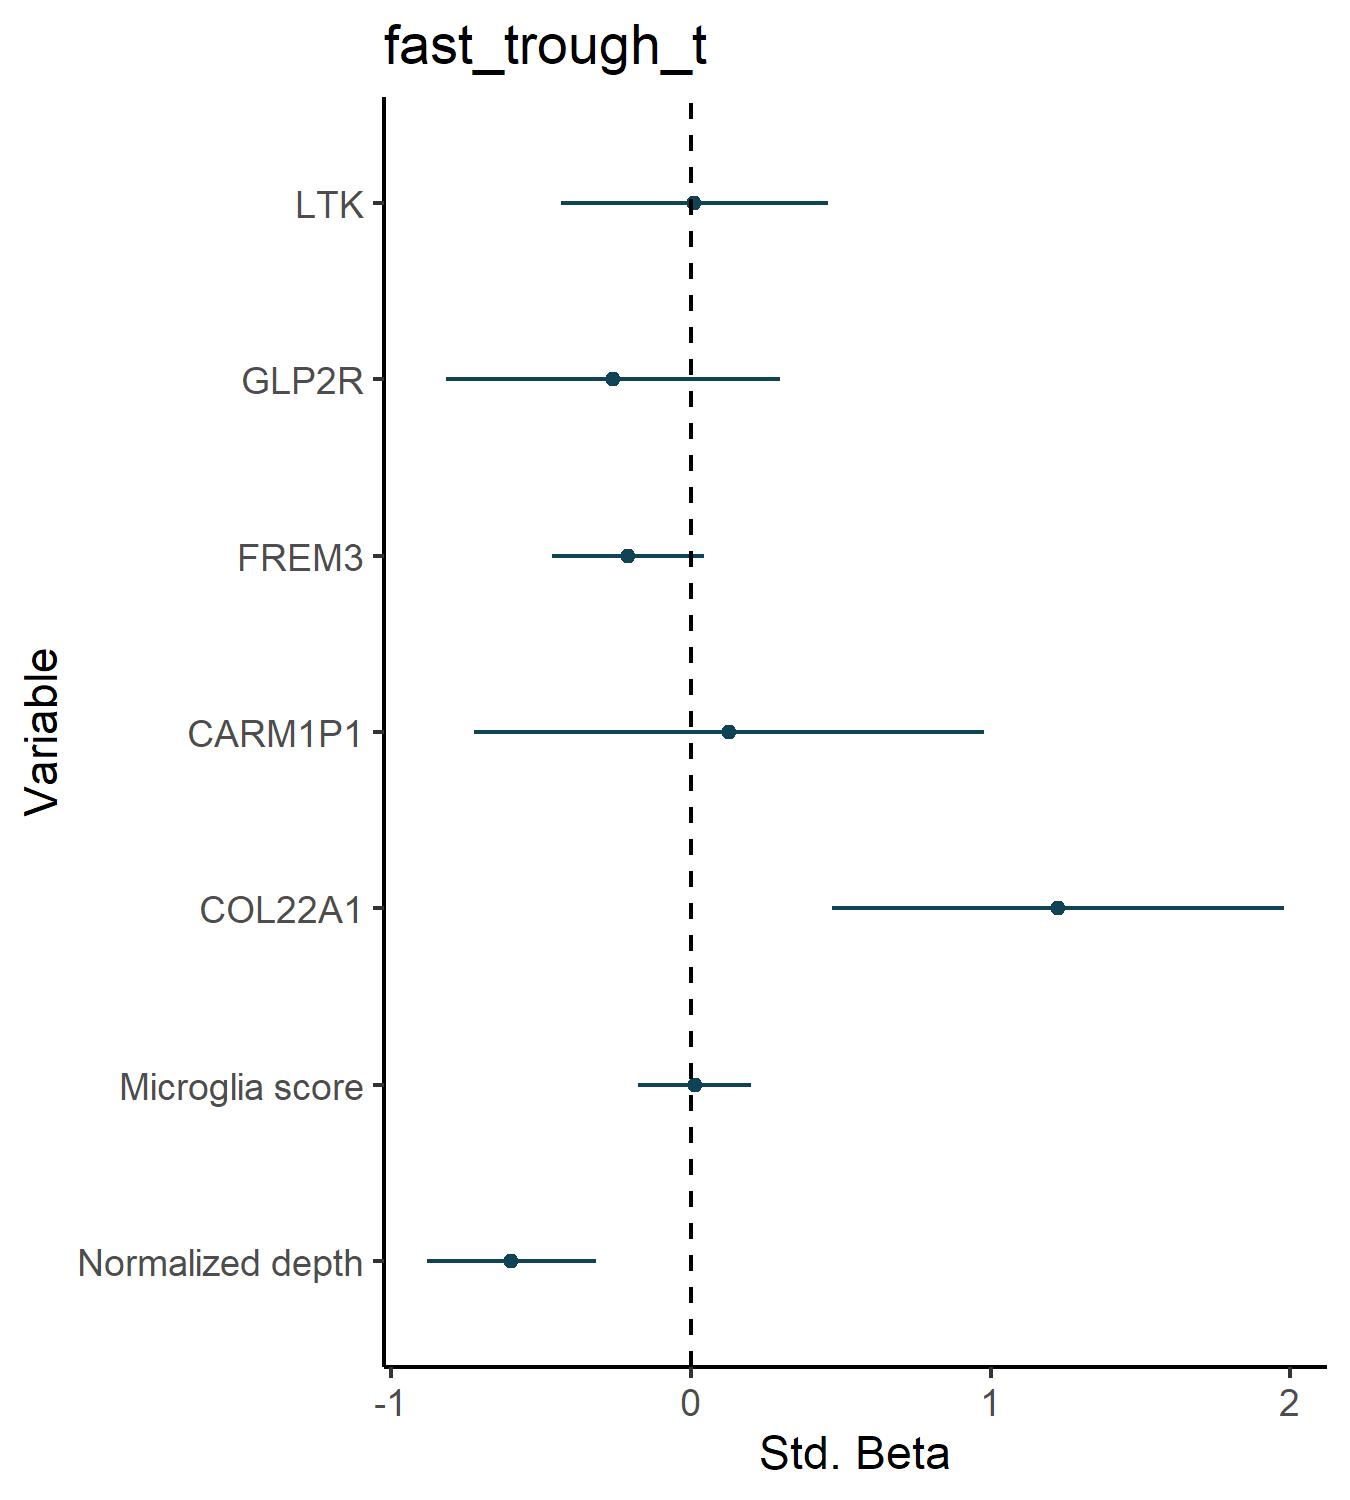 fast_trough_t
LTK
GLP2R
FREM3
CARM1P1
COL22A1
Microglia score
Normalized depth
Variable
-1 0 1 2
Std. Beta